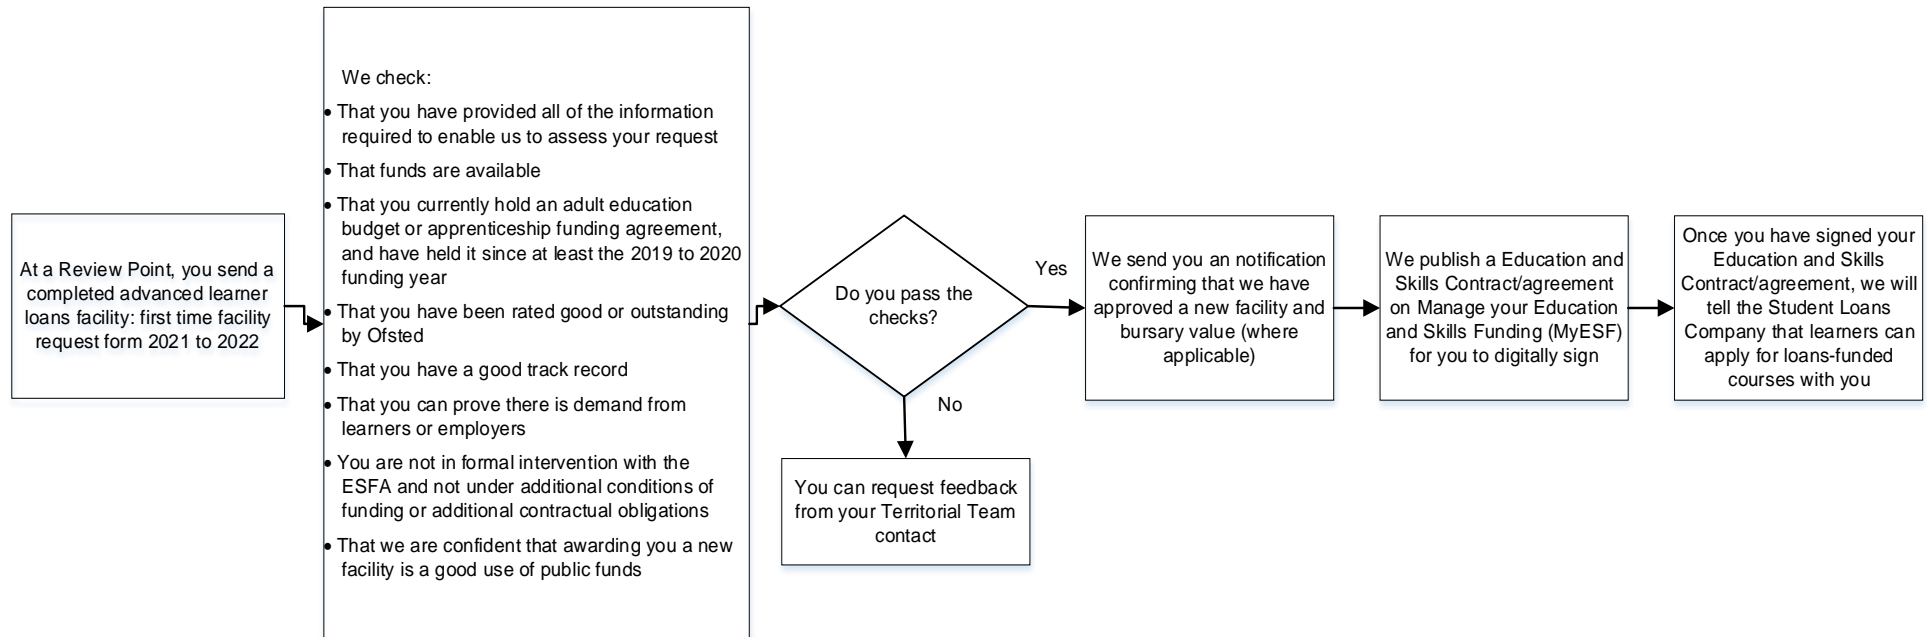 At a Review Point, you send a
completed advanced learner
loans facility: first time facility
request form 2021 to 2022
We check:
• That you have provided all of the information
required to enable us to assess your request
• That funds are available
• That you currently hold an adult education
budget or apprenticeship funding agreement,
and have held it since at least the 2019 to 2020
funding year
• That you have been rated good or outstanding
by Ofsted
• That you have a good track record
• That you can prove there is demand from
learners or employers
• You are not in formal intervention with the
ESFA and not under additional conditions of
funding or additional contractual obligations
• That we are confident that awarding you a new
facility is a good use of public funds
Do you pass the
checks?
Yes
No
You can request feedback
from your Territorial Team
contact
We send you an notification
confirming that we have
approved a new facility and
bursary value (where
applicable)
We publish a Education and
Skills Contract/agreement
on Manage your Education
and Skills Funding (MyESF)
for you to digitally sign
Once you have signed your
Education and Skills
Contract/agreement, we will
tell the Student Loans
Company that learners can
apply for loans-funded
courses with you